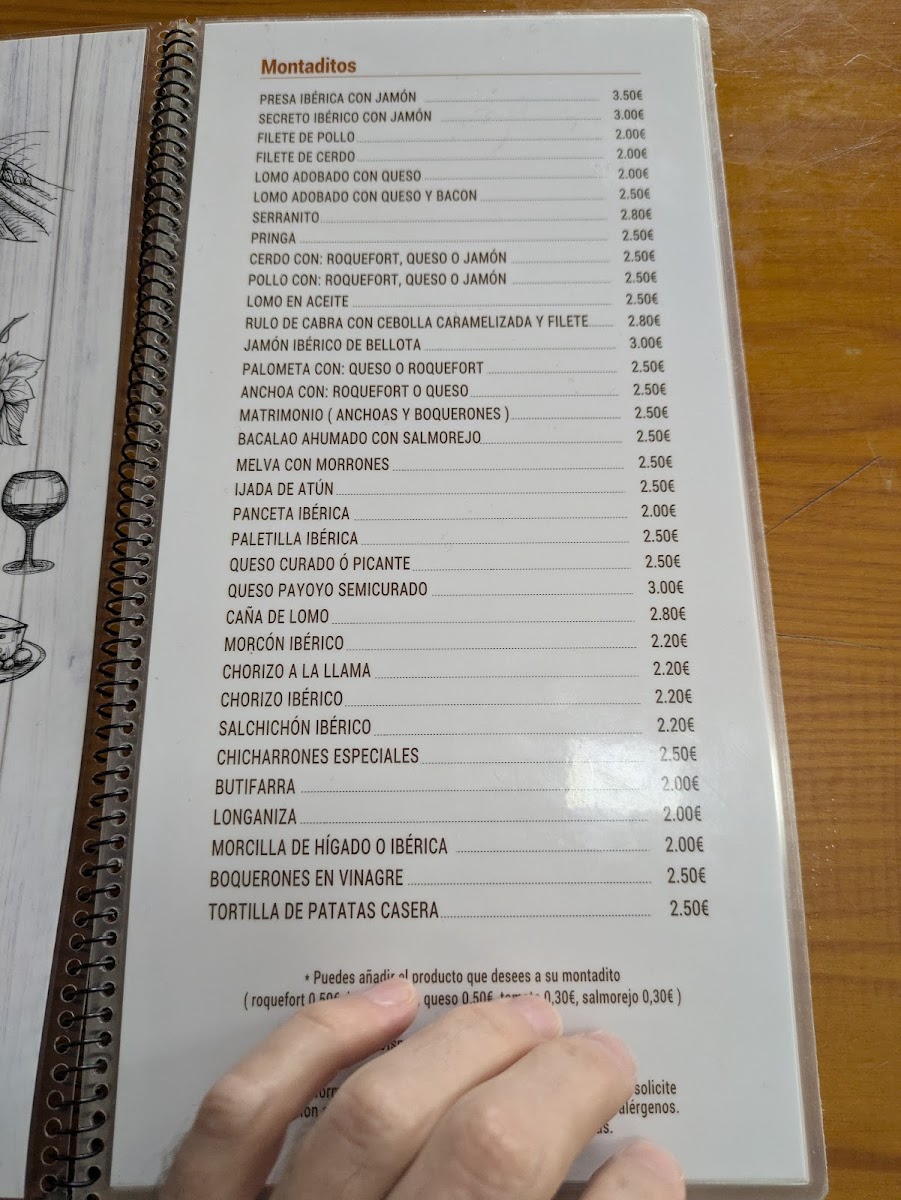 Montaditos
PRESA IBÉRICA CON JAMÓN 3.50€
SECRETO IBÉRICO CON JAMÓN 3.00€
FILETE DE POLLO 2.00€
FILETE DE CERDO 2.00€
LOMO ADOBADO CON QUESO 2.00€
LOMO ADOBADO CON QUESO Y BACON 2.50€
SERRANITO 2.80€
PRINGA 2.50€
CERDO CON: ROQUEFORT, QUESO O JAMÓN 2.50€
POLLO CON: ROQUEFORT, QUESO O JAMÓN 2.50€
LOMO EN ACEITE 2.50€
RULO DE CABRA CON CEBOLLA CARAMELIZADA Y FILETE 2.80€
JAMÓN IBÉRICO DE BELLOTA 3.00€
PALOMETA CON: QUESO O ROQUEFORT 2.50€
ANCHOA CON: ROQUEFORT O QUESO 2.50€
MATRIMONIO ( ANCHOAS Y BOQUERONES ) 2.50€
BACALAO AHUMADO CON SALMOREJO 2.50€
MELVA CON MORRONES 2.50€
IJADA DE ATÚN 2.50€
PANCETA IBÉRICA 2.00€
PALETILLA IBÉRICA 2.50€
QUESO CURADO Ó PICANTE 2.50€
QUESO PAYOYO SEMICURADO 3.00€
CAÑA DE LOMO 2.80€
MORCÓN IBÉRICO 2.20€
CHORIZO A LA LLAMA 2.20€
CHORIZO IBÉRICO 2.20€
SALCHICHÓN IBÉRICO 2.20€
CHICHARRONES ESPECIALES 2.50€
BUTIFARRA 2.00€
LONGANIZA 2.00€
MORCILLA DE HÍGADO O IBÉRICA 2.00€
BOQUERONES EN VINAGRE 2.50€
TORTILLA DE PATATAS CASERA 2.50€
* Puedes añadir el producto que desees a su montadito
( roquefort 0,50€ queso 0,50€, tomate 0,30€, salmorejo 0,30€ )
solicite
alérgenos.